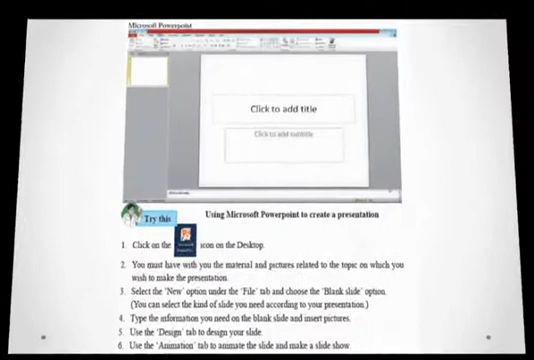 Microsoft Powerpoint
Click to add title
Click to add subtitle
Try this
Using Microsoft Powerpoint to create a presentation
1. Click on the icon on the Desktop.
2. You must have with you the material and pictures related to the topic on which you
wish to make the presentation.
3. Select the 'New' option under the 'File' tab and choose the 'Blank slide' option.
(You can select the kind of slide you need according to your presentation.)
4. Type the information you need on the blank slide and insert pictures.
5. Use the 'Design' tab to design your slide.
6. Use the 'Animation' tab to animate the slide and make a slide show.